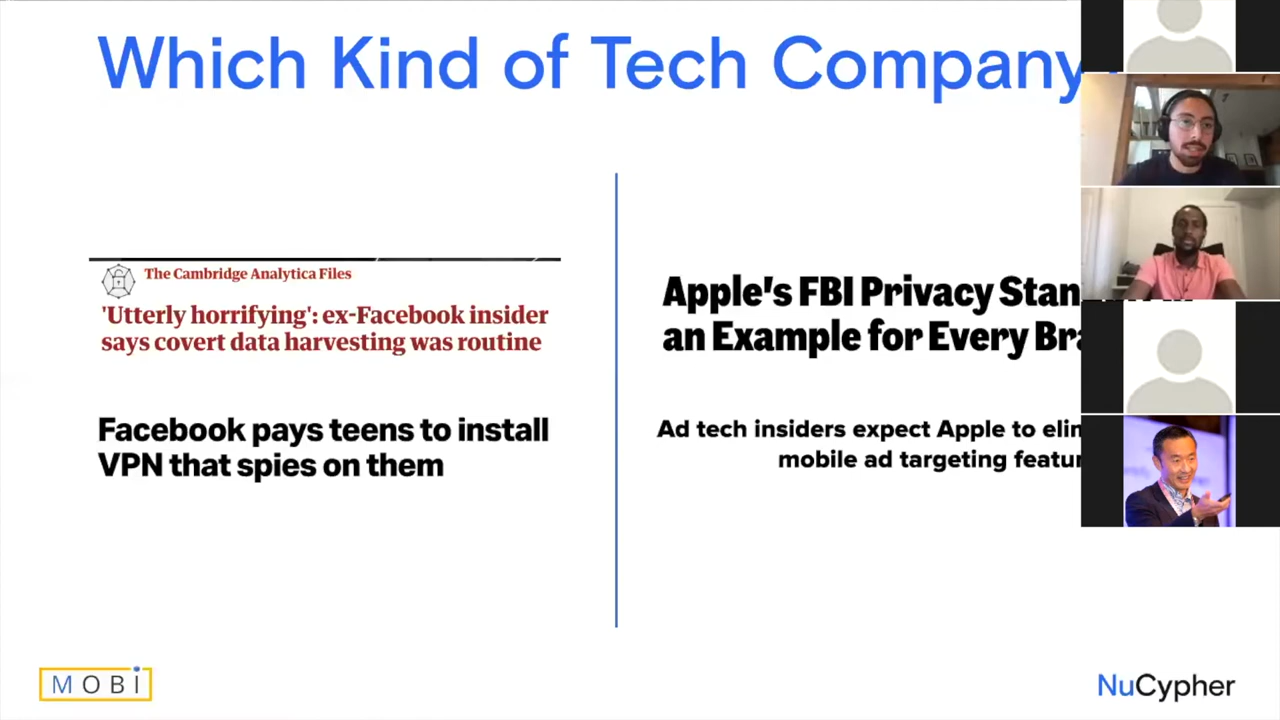 Which Kind of Tech Company
The Cambridge Analytica Files
'Utterly horrifying': ex-Facebook insider
says covert data harvesting was routine
Facebook pays teens to install
VPN that spies on them
Apple's FBI Privacy
an Example for Every
Ad tech insiders expect Apple to
mobile ad targeting
MOBI
NuCypher